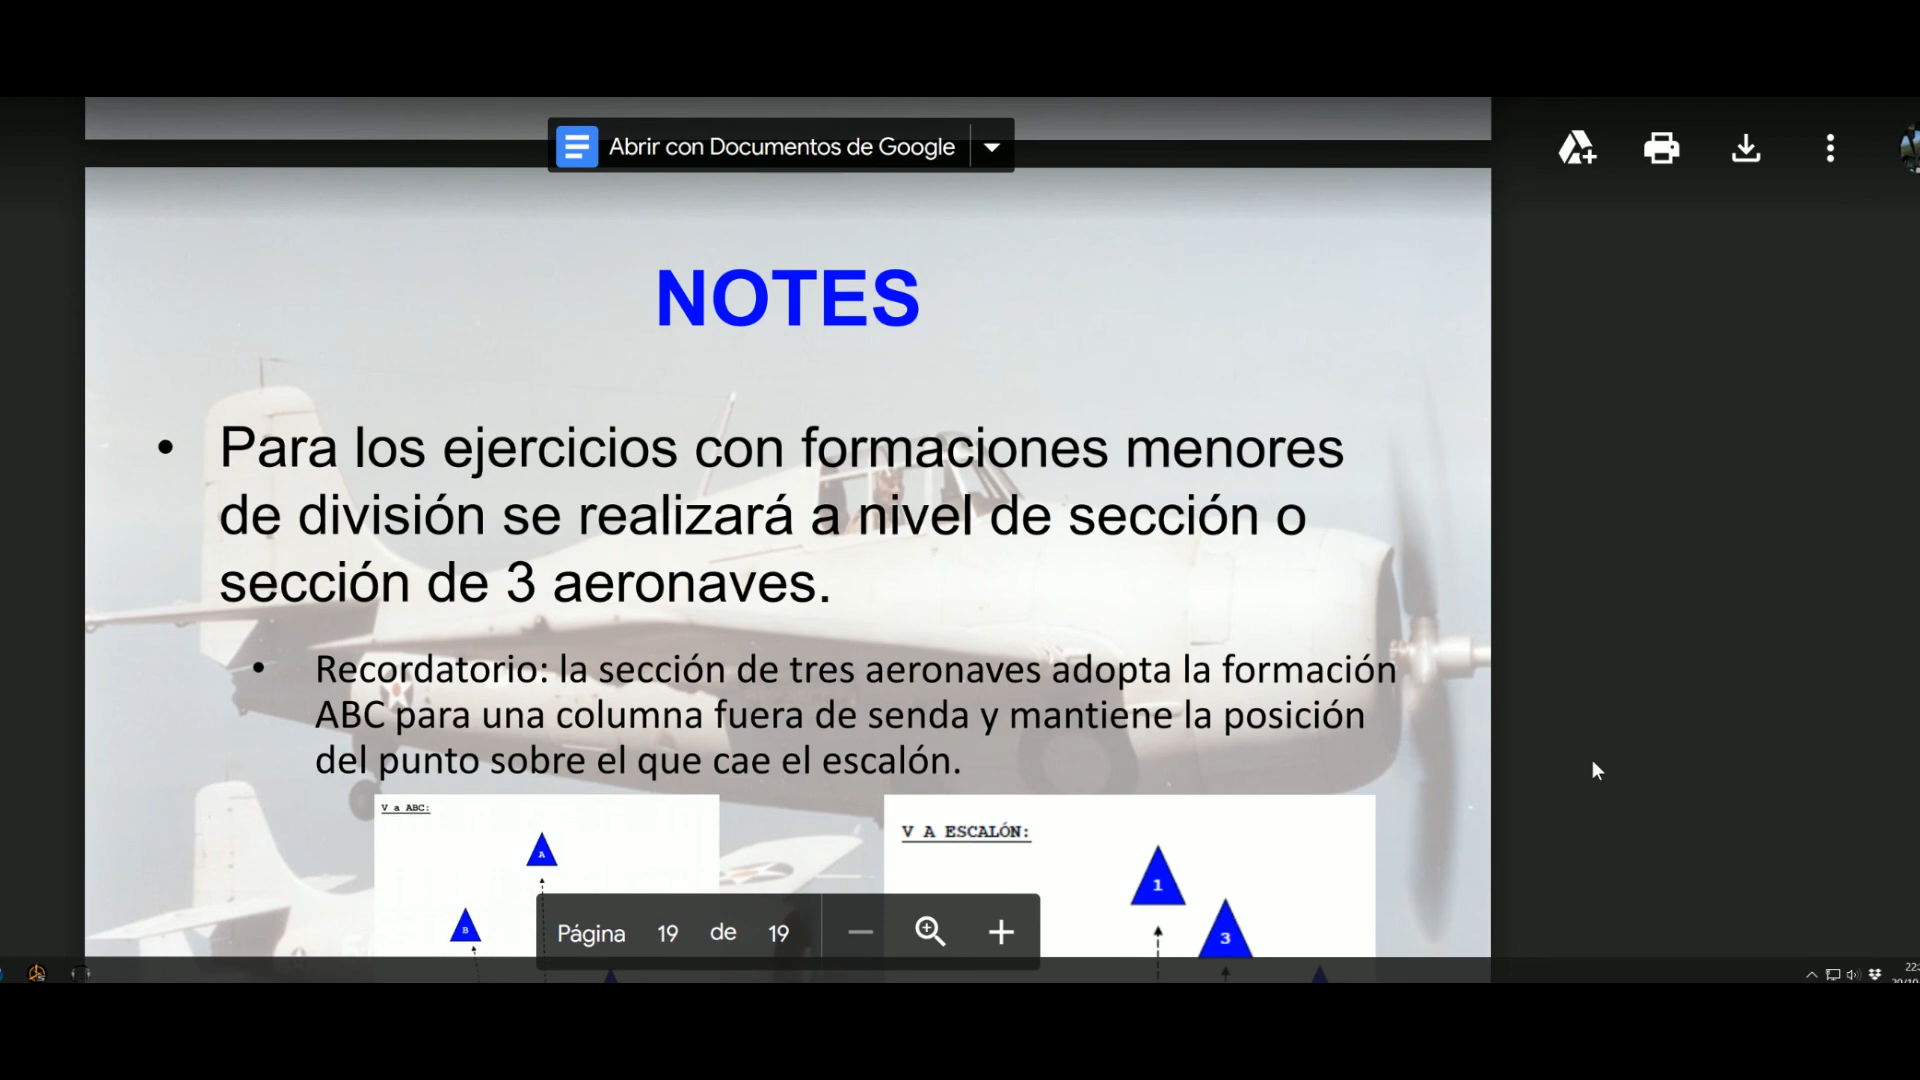 Abrir con Documentos de Google
NOTES
• Para los ejercicios con formaciones menores
de división se realizará a nivel de sección o
sección de 3 aeronaves.
• Recordatorio: la sección de tres aeronaves adopta la formación
ABC para una columna fuera de senda y mantiene la posición
del punto sobre el que cae el escalón.
V a ABC:
A
B
V A ESCALÓN:
1
3
Página 19 de 19
22: